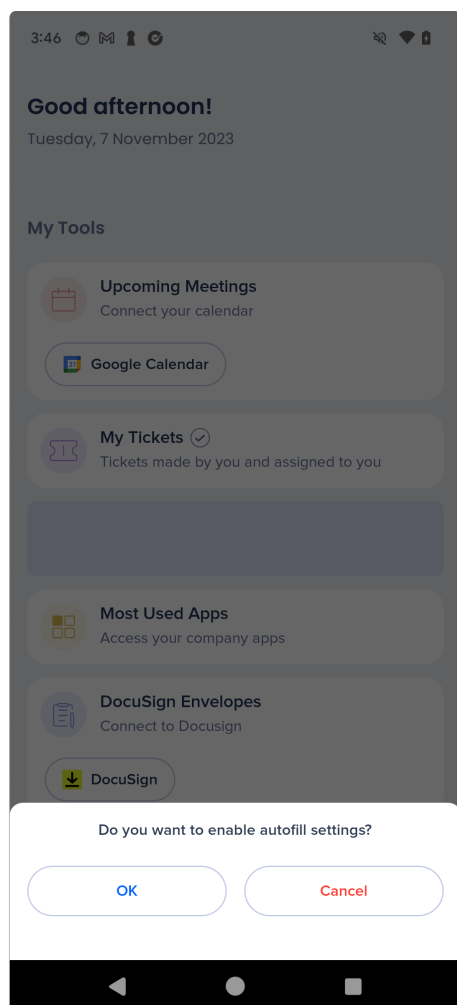 3:46
Good afternoon!
Tuesday, 7 November 2023
My Tools
Upcoming Meetings
Connect your calendar
31
Google Calendar
My Tickets
Tickets made by you and assigned to you
Most Used Apps
Access your company apps
DocuSign Envelopes
Connect to Docusign
DocuSign
Do you want to enable autofill settings?
OK Cancel